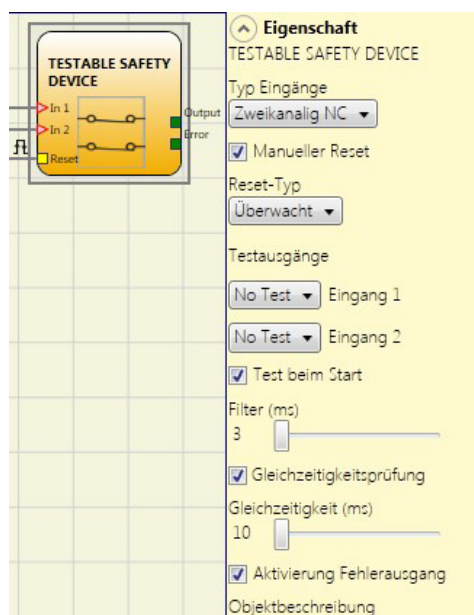 TESTABLE SAFETY
DEVICE
In 1
In 2
Reset
Output
Error
Eigenschaft
TESTABLE SAFETY DEVICE
Typ Eingänge
Zweikanalig NC
Manueller Reset
Reset-Typ
Überwacht
Testausgänge
No Test Eingang 1
No Test Eingang 2
Test beim Start
Filter (ms)
3
Gleichzeitigkeitsprüfung
Gleichzeitigkeit (ms)
10
Aktivierung Fehlerausgang
Objektbeschreibung